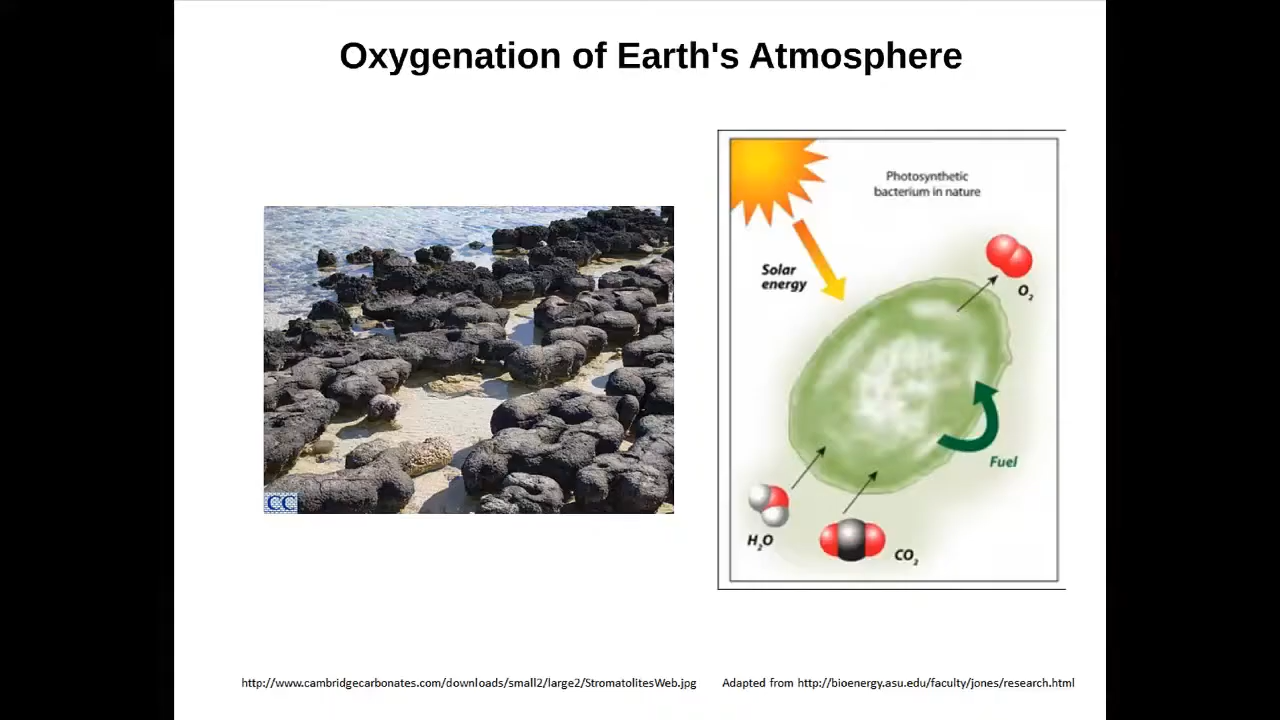 Oxygenation of Earth's Atmosphere
Photosynthetic
bacterium in nature
Solar
energy
O₂
Fuel
H₂O
CO₂
CC
http://www.cambridgecarbonates.com/downloads/small2/large2/StromatolitesWeb.jpg
Adapted from http://bioenergy.asu.edu/faculty/jones/research.html